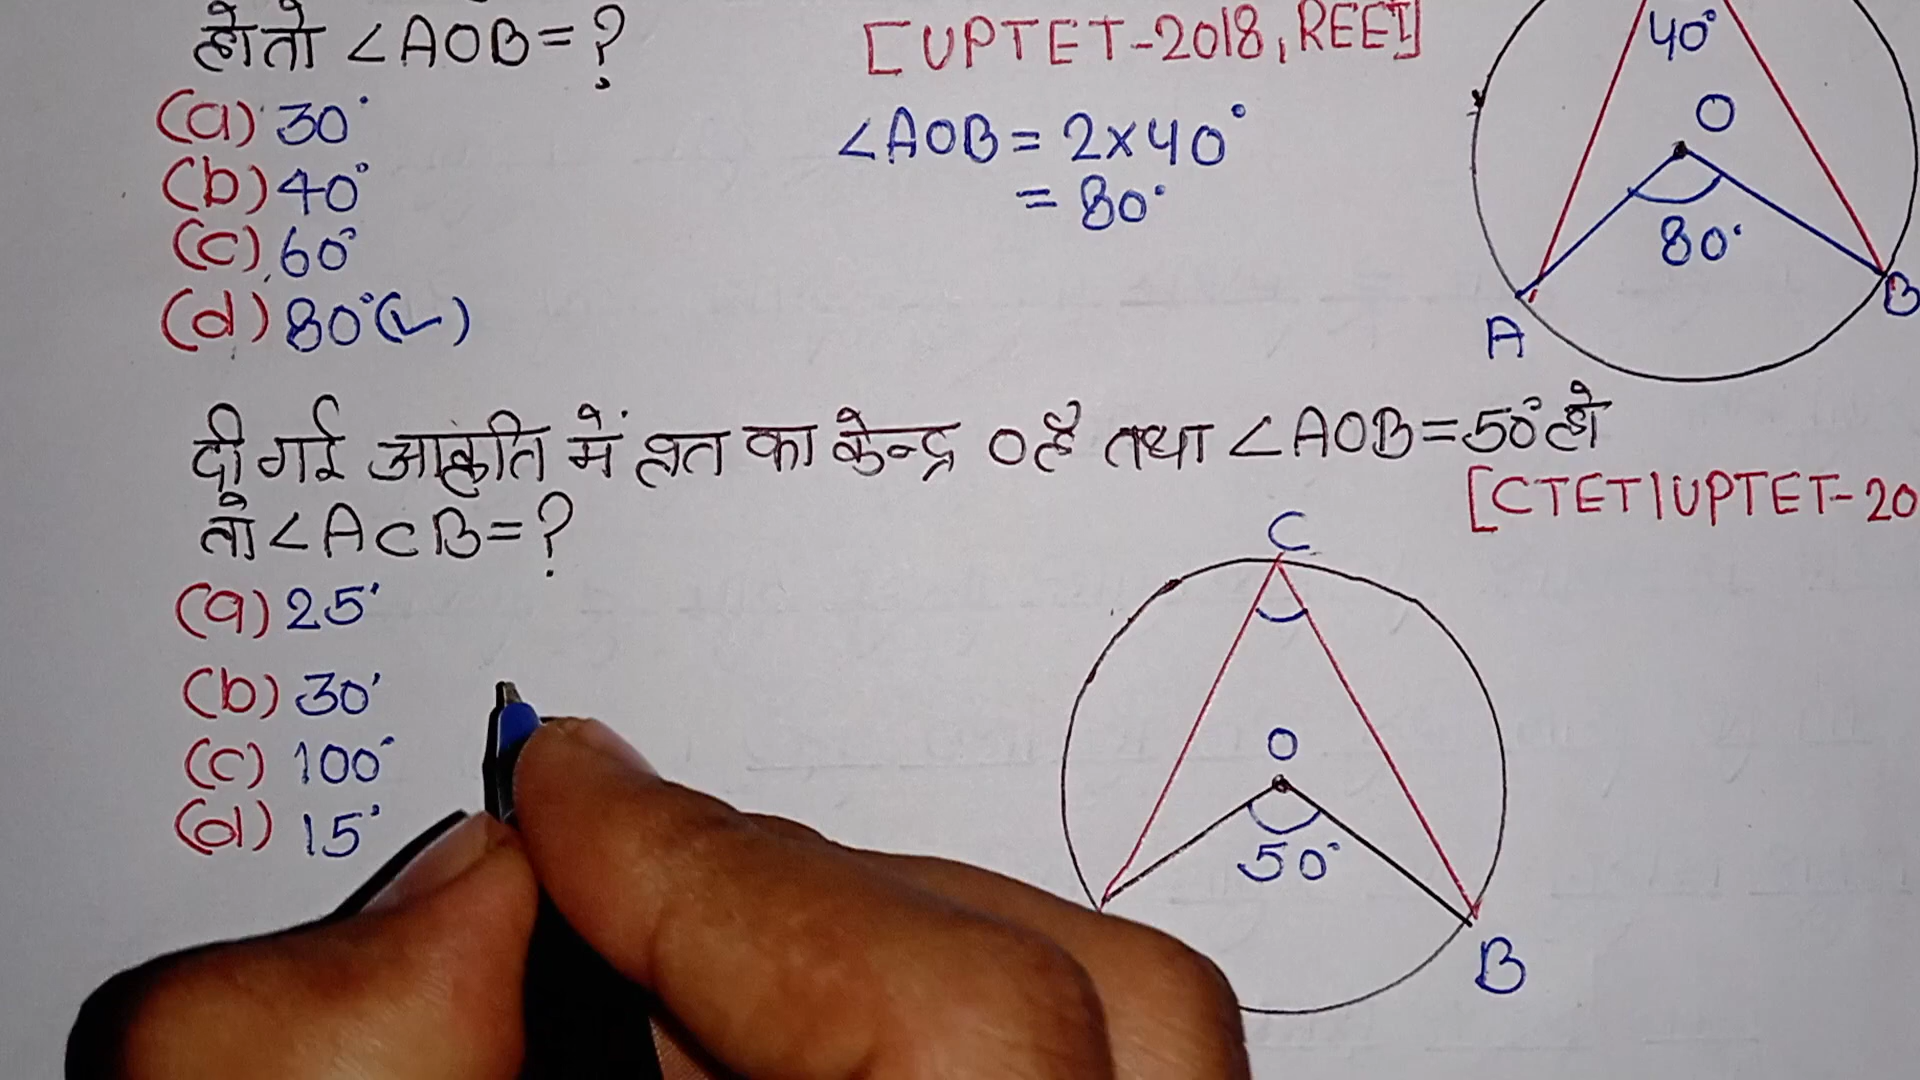 हो तो ∠AOB = ?
[UPTET-2018, REET]
(a) 30°
(b) 40°
(c) 60°
(d) 80° (✓)
∠AOB = 2×40°
= 80°
40°
O
80°
A
B
दी गई आकृति में वृत का केन्द्र O है तथा ∠AOB = 50° हो
तो ∠ACB = ?
[CTET|UPTET-20
(a) 25°
(b) 30°
(c) 100°
(d) 15°
C
O
50°
B